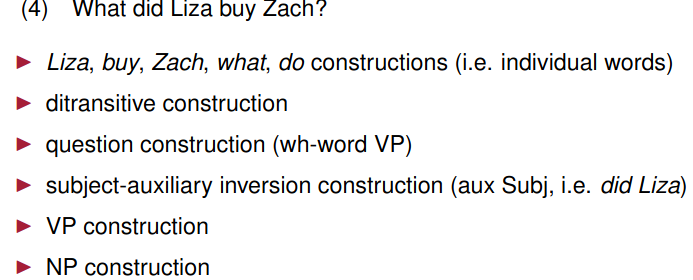 (4) What did Liza buy Zach?
▶ Liza, buy, Zach, what, do constructions (i.e. individual words)
▶ ditransitive construction
▶ question construction (wh-word VP)
▶ subject-auxiliary inversion construction (aux Subj, i.e. did Liza)
▶ VP construction
▶ NP construction